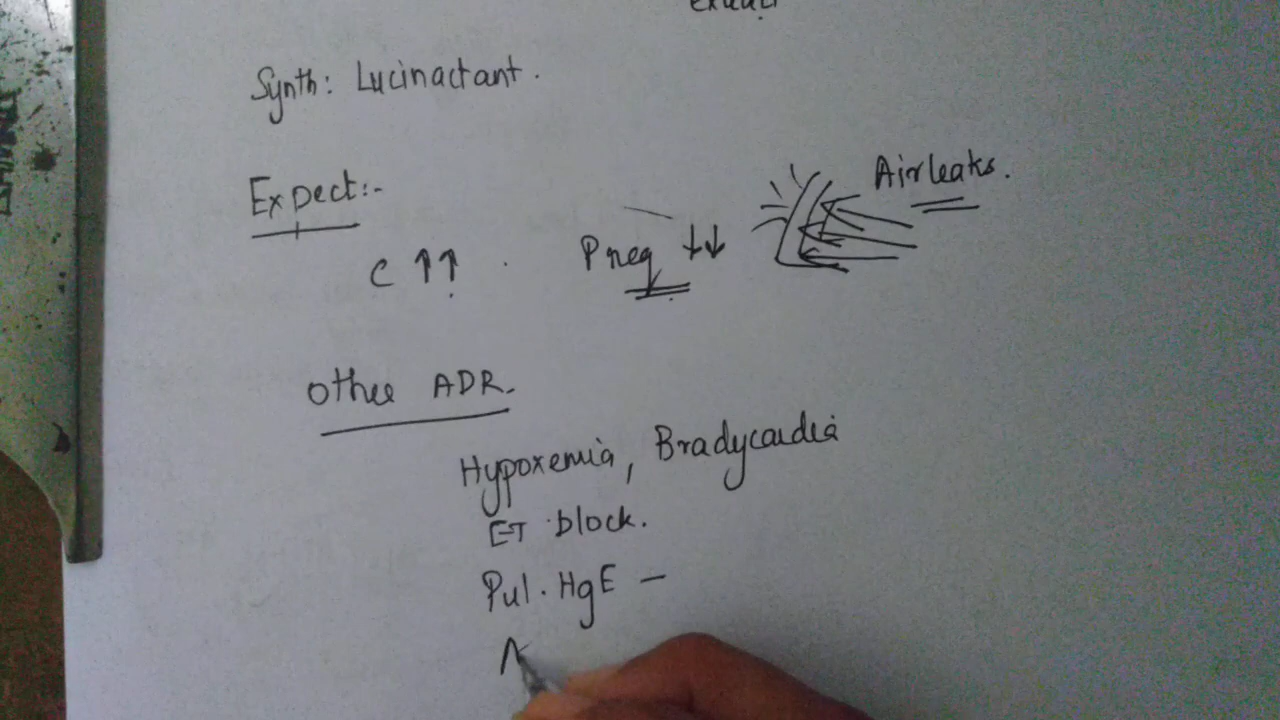 Synth: Lucinactant.
Airleaks.
Expect:-
C ↑↑ . Preq ↓↓
Other ADR.
Hypoxemia, Bradycardia
ET block.
Pul. HgE -